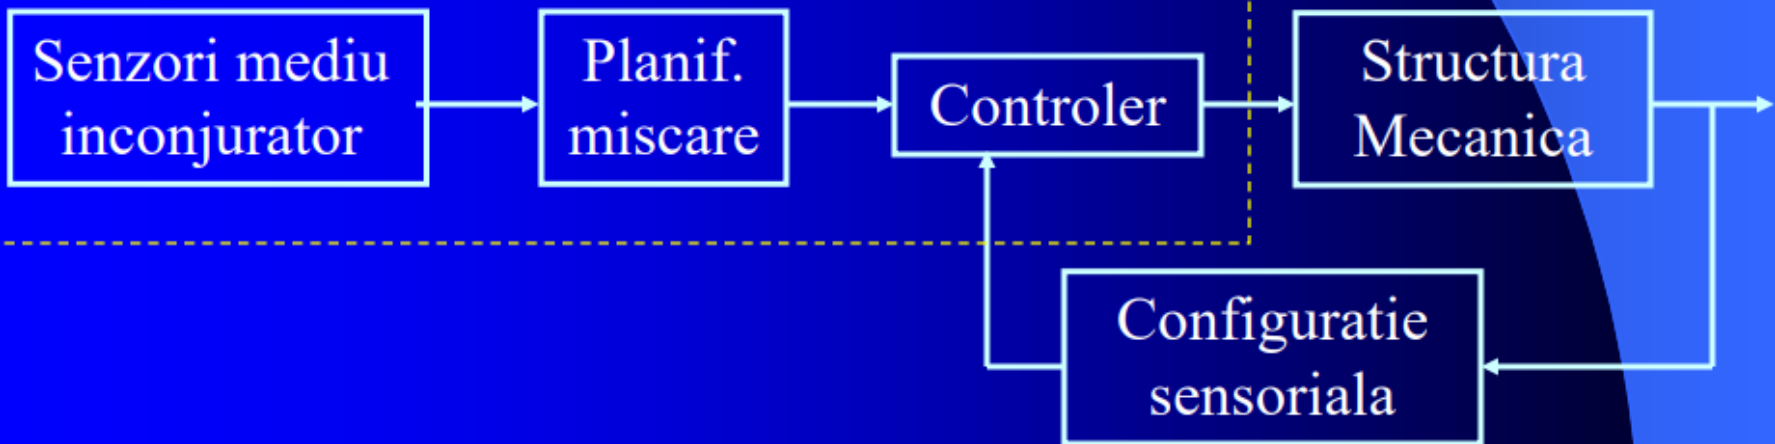 Senzori mediu
inconjurator
Planif.
miscare
Controler
Structura
Mecanica
Configuratie
sensoriala